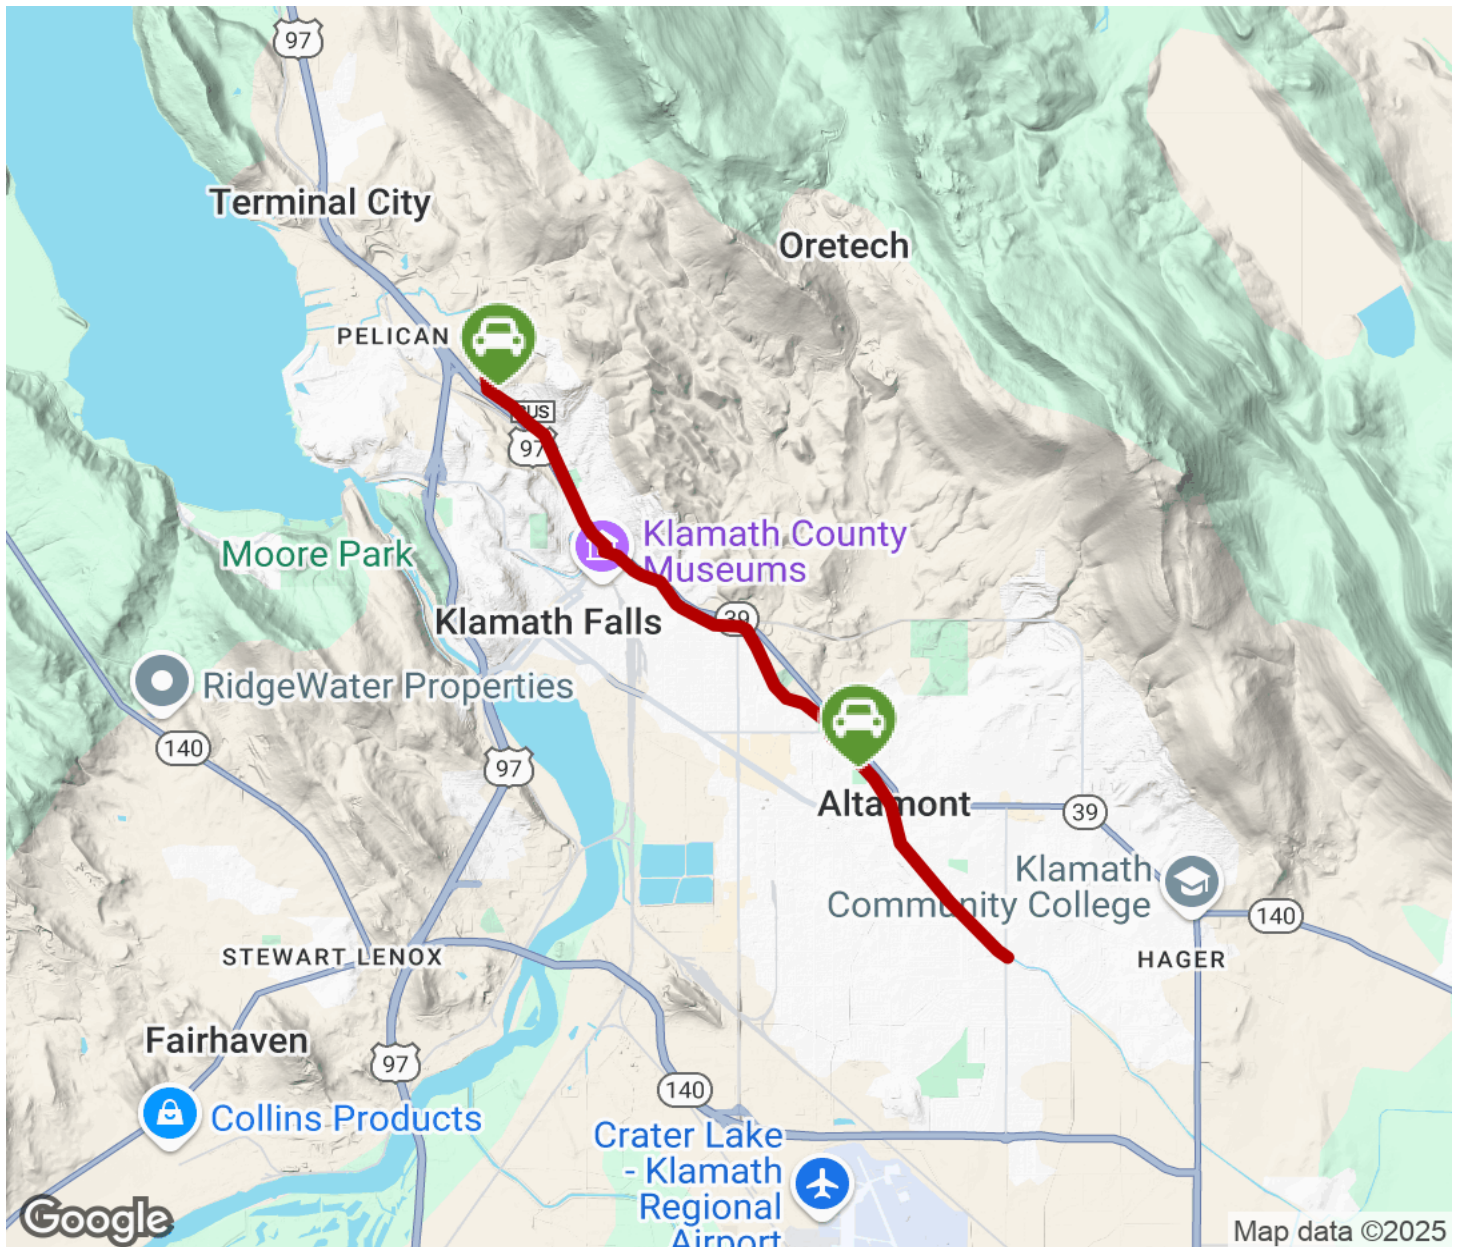 97
Terminal City
Oretech
PELICAN
BUS
97
Klamath County
Museums
Moore Park
39
Klamath Falls
RidgeWater Properties
140
97
Altamont
39
Klamath
Community College
140
STEWART LENOX
HAGER
Fairhaven
97
140
Collins Products
Crater Lake
- Klamath
Regional
Airport
Google
Map data ©2025